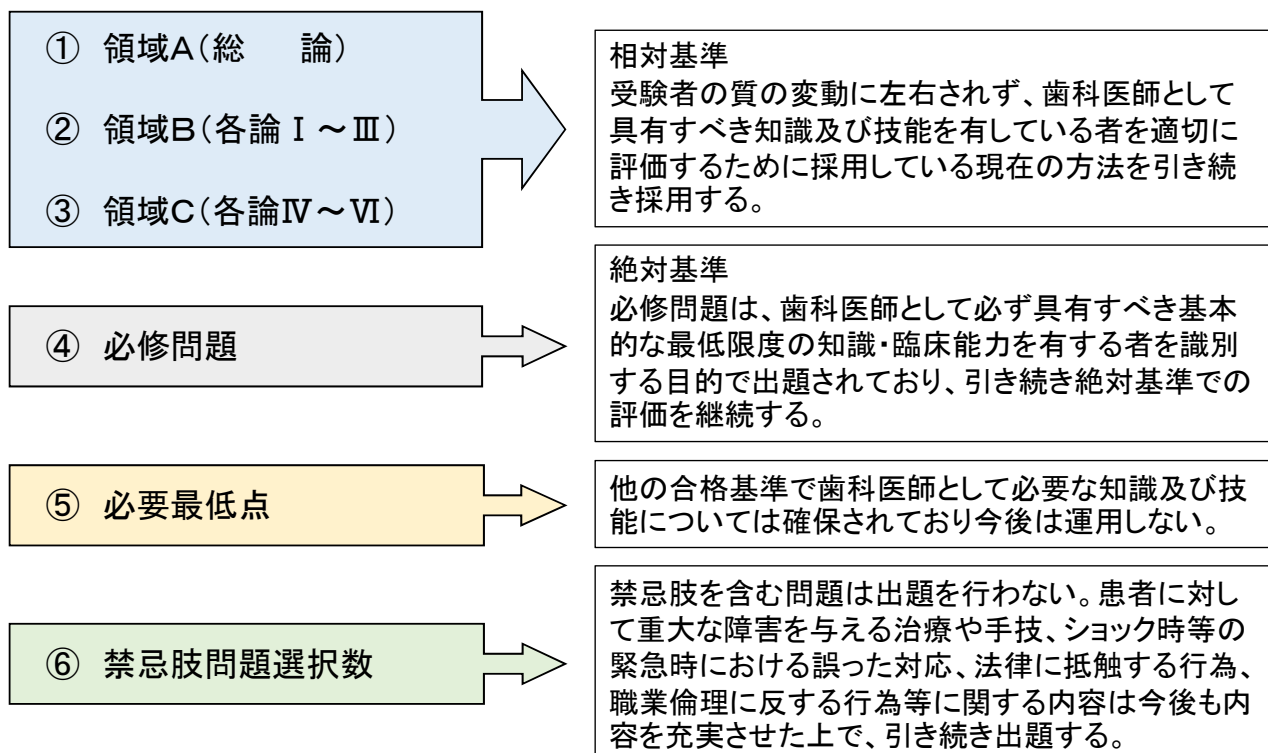 ① 領域A（総　　論）
② 領域B（各論Ⅰ～Ⅲ）
③ 領域C（各論Ⅳ～Ⅵ）
相対基準
受験者の質の変動に左右されず、歯科医師として
具有すべき知識及び技能を有している者を適切に
評価するために採用している現在の方法を引き続
き採用する。
④ 必修問題
絶対基準
必修問題は、歯科医師として必ず具有すべき基本
的な最低限度の知識・臨床能力を有する者を識別
する目的で出題されており、引き続き絶対基準での
評価を継続する。
⑤ 必要最低点
他の合格基準で歯科医師として必要な知識及び技
能については確保されており今後は運用しない。
⑥ 禁忌肢問題選択数
禁忌肢を含む問題は出題を行わない。患者に対し
て重大な障害を与える治療や手技、ショック時等の
緊急時における誤った対応、法律に抵触する行為、
職業倫理に反する行為等に関する内容は今後も内
容を充実させた上で、引き続き出題する。